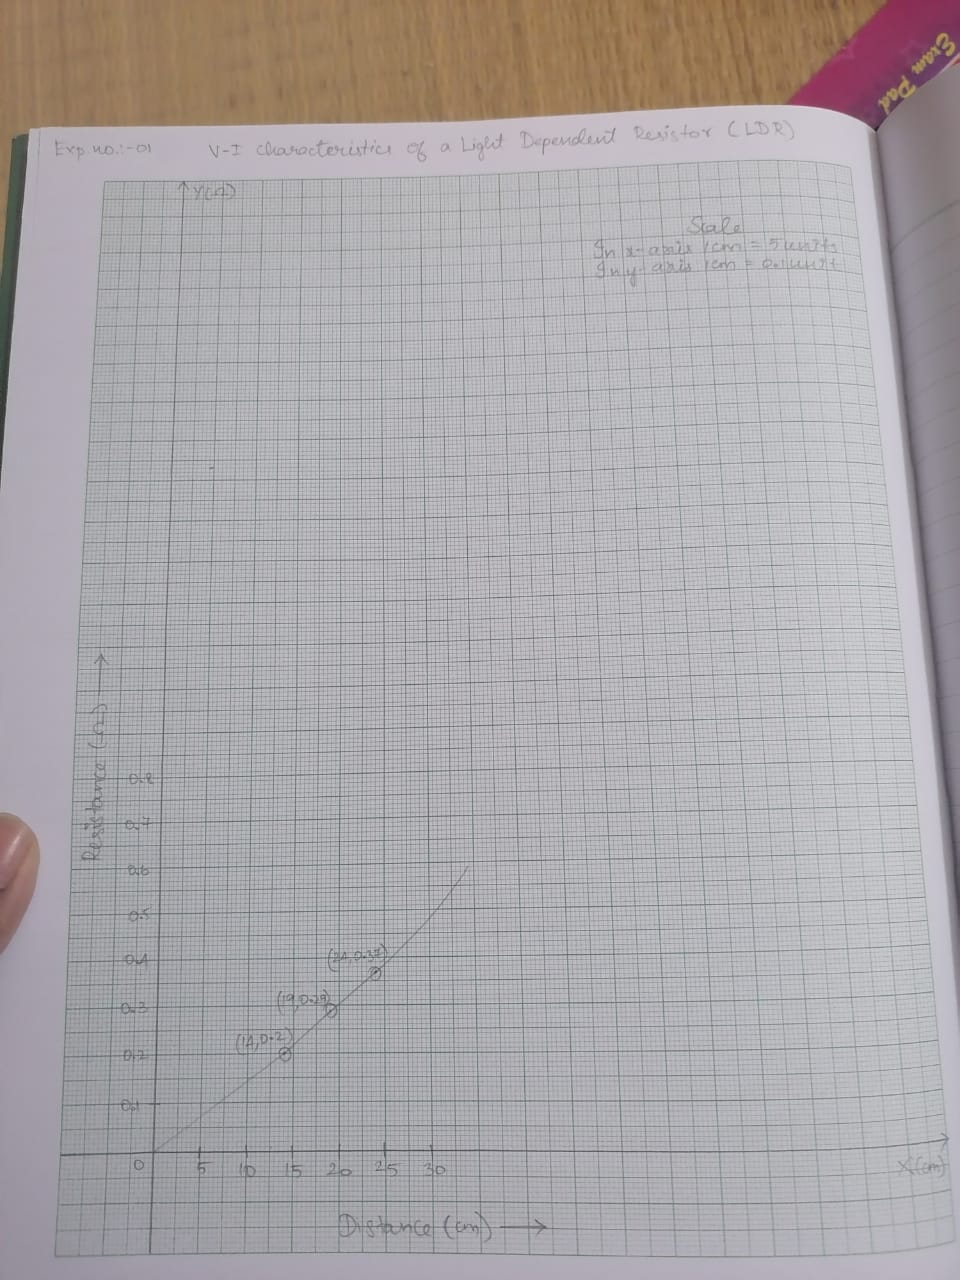 Exam Pad
Exp.no.:-01 V-I characteristics of a Light Dependent Resistor (LDR)
Y(Ω)
Scale
In x-axis 1cm = 5 units
In y-axis 1cm = 0.1 unit
Resistance (Ω)
0.8
0.7
0.6
0.5
0.4
(24,0.37)
0.3
(19,0.29)
0.2
(14,0.2)
0.1
0 5 10 15 20 25 30
X(cm)
Distance (cm)